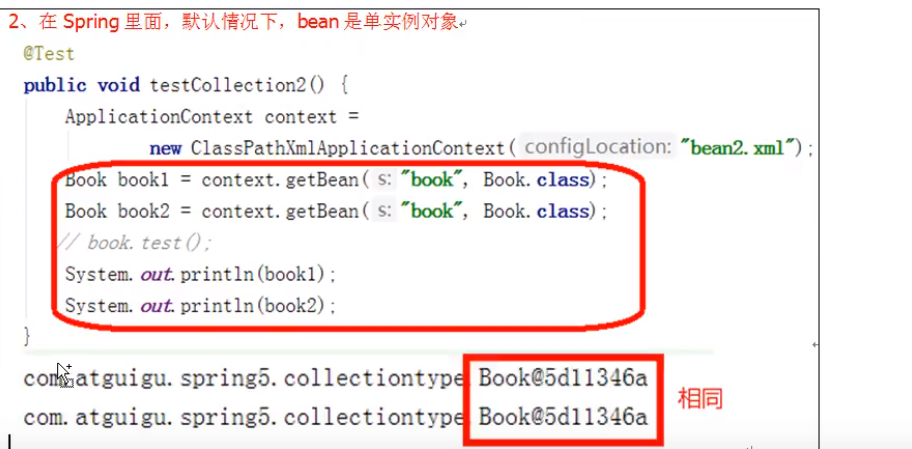 2、在 Spring 里面，默认情况下，bean 是单实例对象
@Test
public void testCollection2() {
ApplicationContext context =
new ClassPathXmlApplicationContext( configLocation: "bean2.xml");
Book book1 = context.getBean( s: "book", Book.class);
Book book2 = context.getBean( s: "book", Book.class);
// book.test();
System.out.println(book1);
System.out.println(book2);
}
com.atguigu.spring5.collectiontype.Book@5d11346a
com.atguigu.spring5.collectiontype.Book@5d11346a
相同